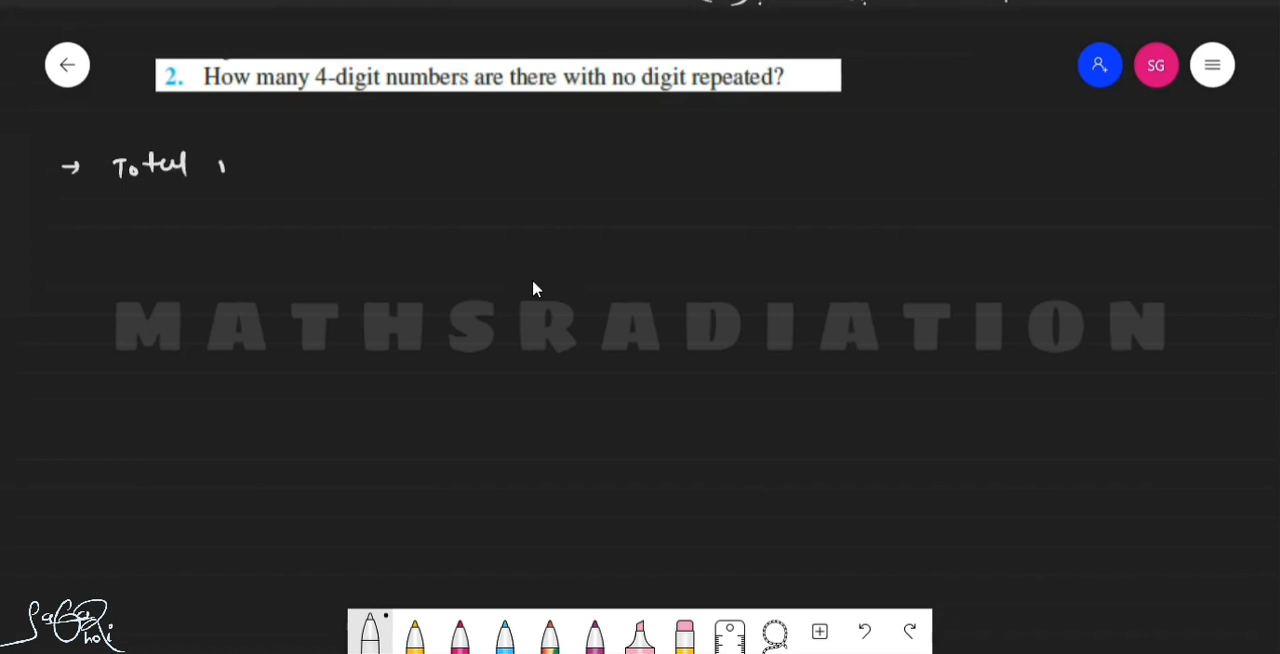 2. How many 4-digit numbers are there with no digit repeated?
SG
→ Total
MATHSRADIATION